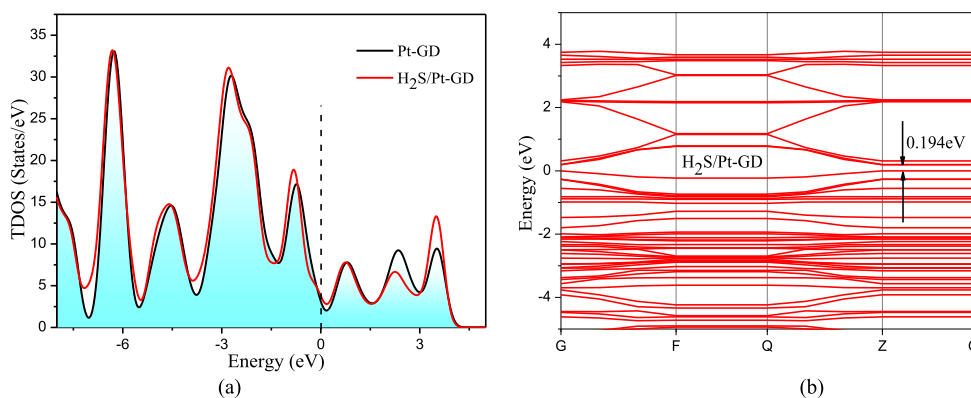 35
30
25
20
15
10
5
0
TDOS (States/eV)
Pt-GD
H₂S/Pt-GD
-6
-3
0
3
Energy (eV)
(a)
4
2
0
-2
-4
Energy (eV)
0.194eV
H₂S/Pt-GD
G
F
Q
Z
(b)